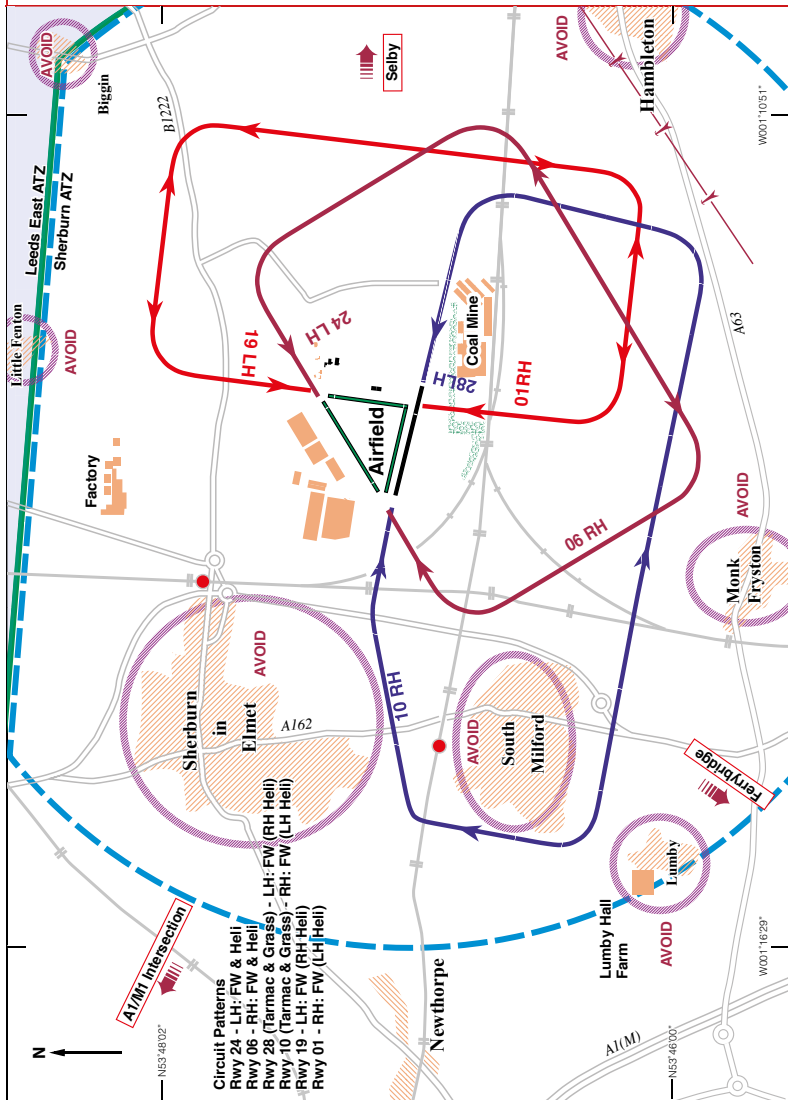 N
N53°48'02"
A1/M1 Intersection
Circuit Patterns
Rwy 24 - LH: FW & Heli
Rwy 06 - RH: FW & Heli
Rwy 28 (Tarmac & Grass) - LH: FW (RH Heli)
Rwy 10 (Tarmac & Grass) - RH: FW (LH Heli)
Rwy 19 - LH: FW (RH Heli)
Rwy 01 - RH: FW (LH Heli)
Newthorpe
A1(M)
N53°46'00"
W001°16'29"
Lumby Hall
Farm
Lumby
AVOID
Ferrybridge
Sherburn
in
Elmet
AVOID
A162
South
Milford
AVOID
10 RH
Monk
Fryston
AVOID
06 RH
Factory
Little Fenton
AVOID
Leeds East ATZ
Sherburn ATZ
Biggin
AVOID
B1222
19 LH
24 LH
Airfield
28LH
Coal Mine
01RH
Selby
A63
Hambleton
AVOID
W001°10'51"